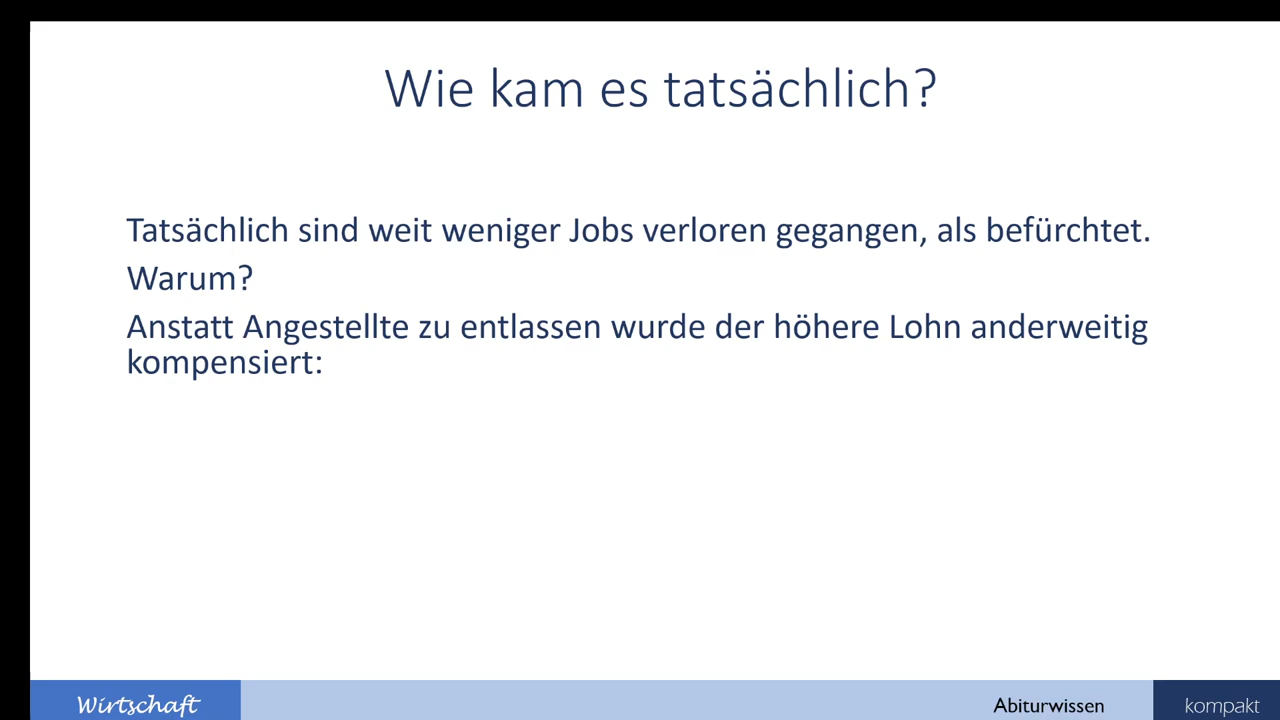 Wie kam es tatsächlich?
Tatsächlich sind weit weniger Jobs verloren gegangen, als befürchtet.
Warum?
Anstatt Angestellte zu entlassen wurde der höhere Lohn anderweitig
kompensiert:
Wirtschaft
Abiturwissen
kompakt